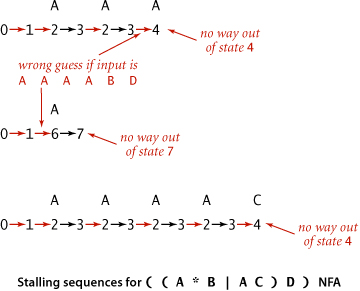 A A A
0 1 2 3 2 3 4
no way out
of state 4
wrong guess if input is
A A A A B D
A
0 1 6 7
no way out
of state 7
A A A A C
0 1 2 3 2 3 2 3 2 3 4
no way out
of state 4
Stalling sequences for ( ( A * B | A C ) D ) NFA